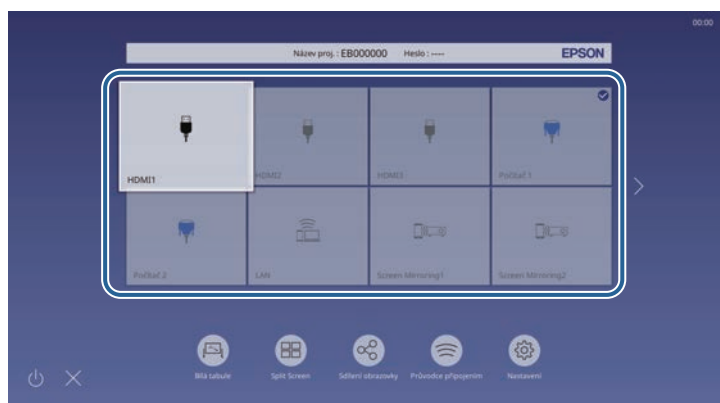 00:00
Název proj. : EB000000 Heslo : ---- EPSON
HDMI1 HDMI2 HDMI3 Počítač 1
Počítač 2 LAN Screen Mirroring1 Screen Mirroring2
Bílá tabule Split Screen Sdílení obrazovky Průvodce připojením Nastavení